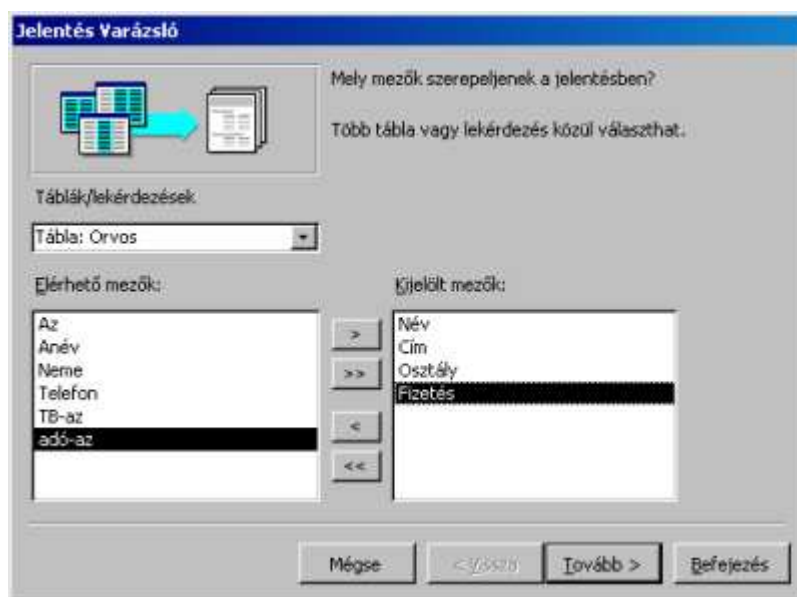 Jelentés Varázsló
Mely mezők szerepeljenek a jelentésben?
Több tábla vagy lekérdezés közül választhat.
Táblák/lekérdezések
Tábla: Orvos
Elérhető mezők:
Az
Anév
Neme
Telefon
TB-az
adó-az
>
>>
<
<<
Kijelölt mezők:
Név
Cím
Osztály
Fizetés
Mégse
< Vissza
Tovább >
Befejezés